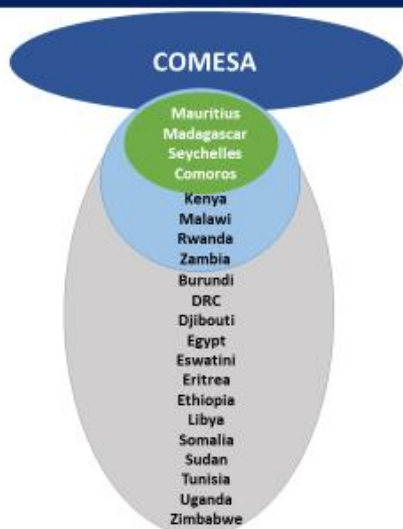 COMESA
Mauritius
Madagascar
Seychelles
Comoros
Kenya
Malawi
Rwanda
Zambia
Burundi
DRC
Djibouti
Egypt
Eswatini
Eritrea
Ethiopia
Libya
Somalia
Sudan
Tunisia
Uganda
Zimbabwe